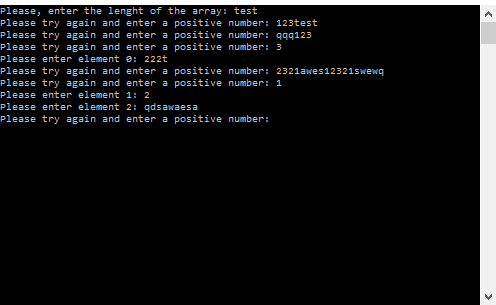 Please, enter the lenght of the array: test
Please try again and enter a positive number: 123test
Please try again and enter a positive number: qqq123
Please try again and enter a positive number: 3
Please enter element 0: 222t
Please try again and enter a positive number: 2321awes12321swewq
Please try again and enter a positive number: 1
Please enter element 1: 2
Please enter element 2: qdsawaesa
Please try again and enter a positive number: